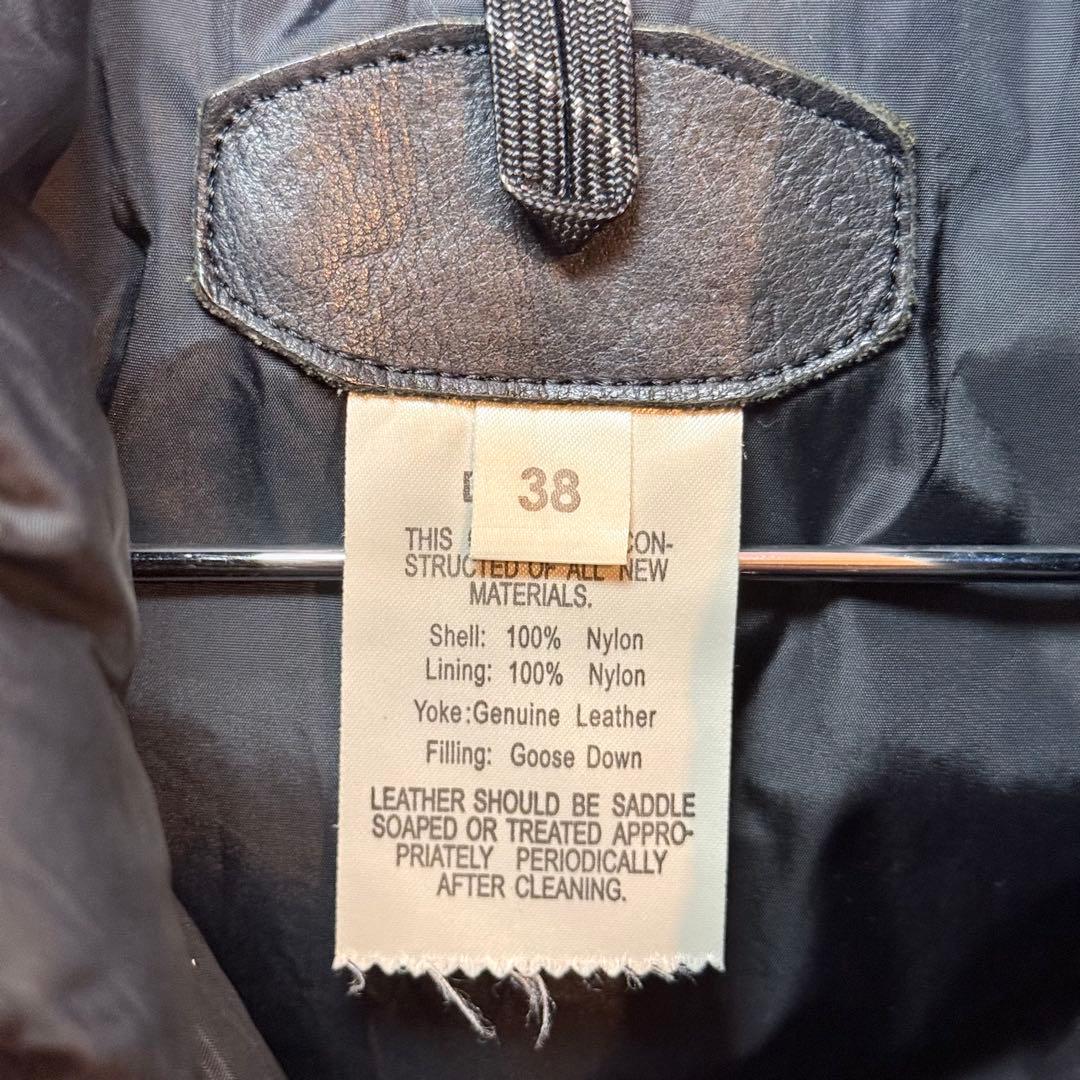 38
THIS CON-
STRUCTED OF ALL NEW
MATERIALS.
Shell: 100% Nylon
Lining: 100% Nylon
Yoke:Genuine Leather
Filling: Goose Down
LEATHER SHOULD BE SADDLE
SOAPED OR TREATED APPRO-
PRIATELY PERIODICALLY
AFTER CLEANING.